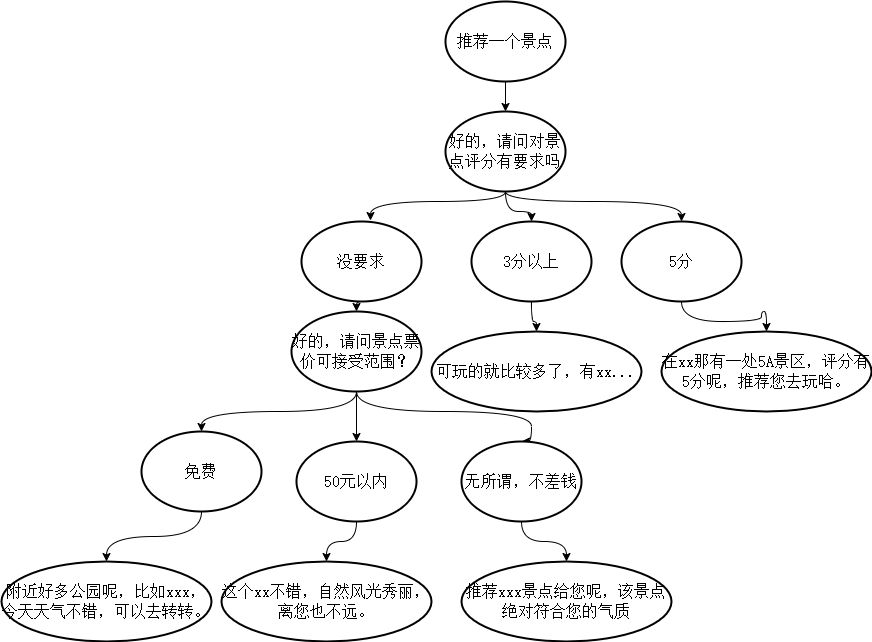 推荐一个景点
好的，请问对景
点评分有要求吗
没要求
3分以上
5分
好的，请问景点票
价可接受范围？
可玩的就比较多了，有xx...
在xx那有一处5A景区，评分有
5分呢，推荐您去玩哈。
免费
50元以内
无所谓，不差钱
附近好多公园呢，比如xxx，
今天天气不错，可以去转转。
这个xx不错，自然风光秀丽，
离您也不远。
推荐xxx景点给您呢，该景点
绝对符合您的气质